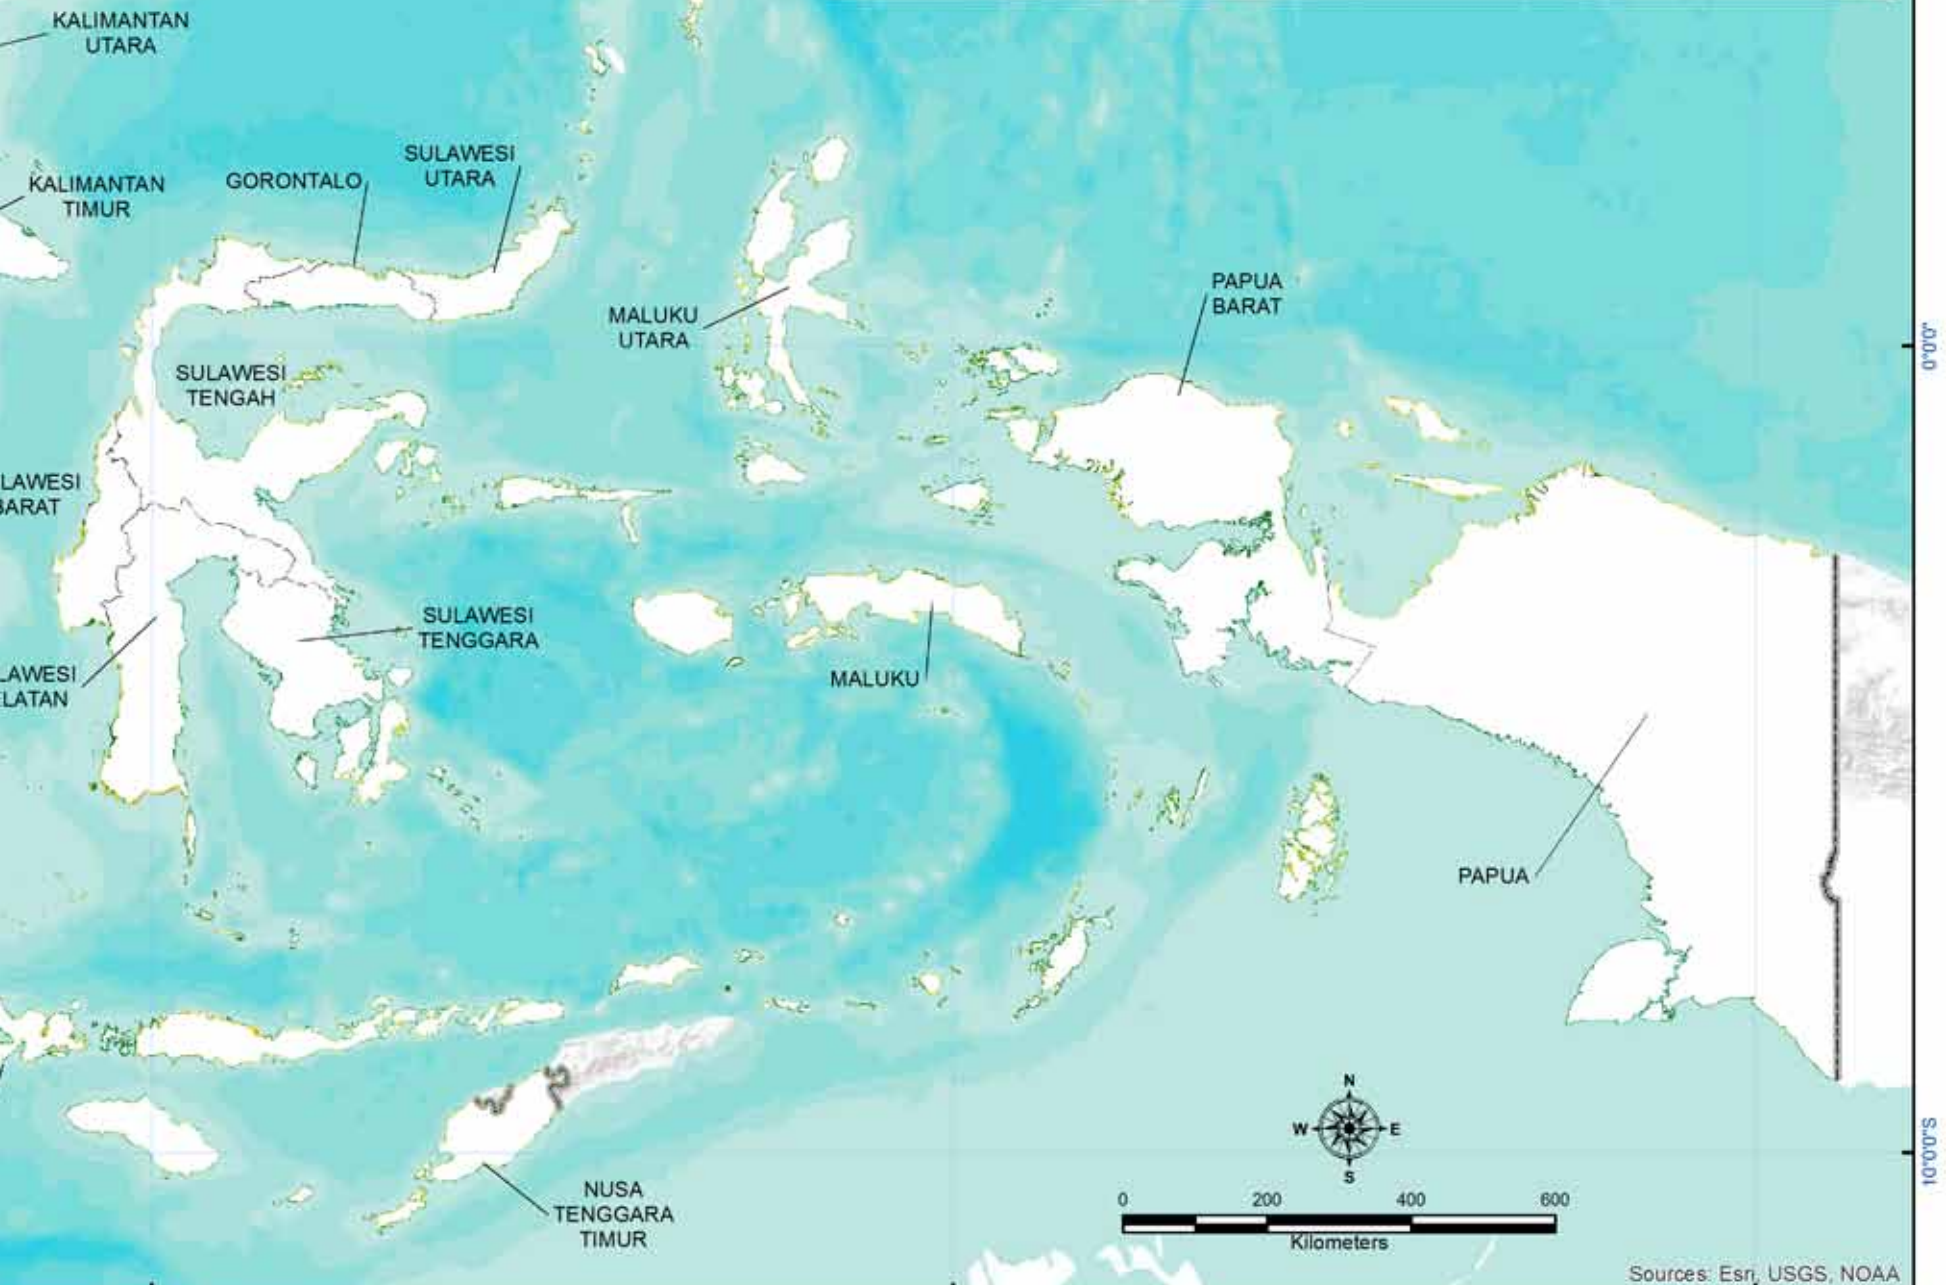 KALIMANTAN
UTARA
SULAWESI
UTARA
GORONTALO
KALIMANTAN
TIMUR
PAPUA
BARAT
MALUKU
UTARA
0°0'0"
SULAWESI
TENGAH
LAWESI
BARAT
SULAWESI
TENGGARA
LAWESI
LATAN
MALUKU
PAPUA
N
W E
S
10°0'0"S
NUSA
TENGGARA
TIMUR
0 200 400 600
Kilometers
Sources: Esri, USGS, NOAA